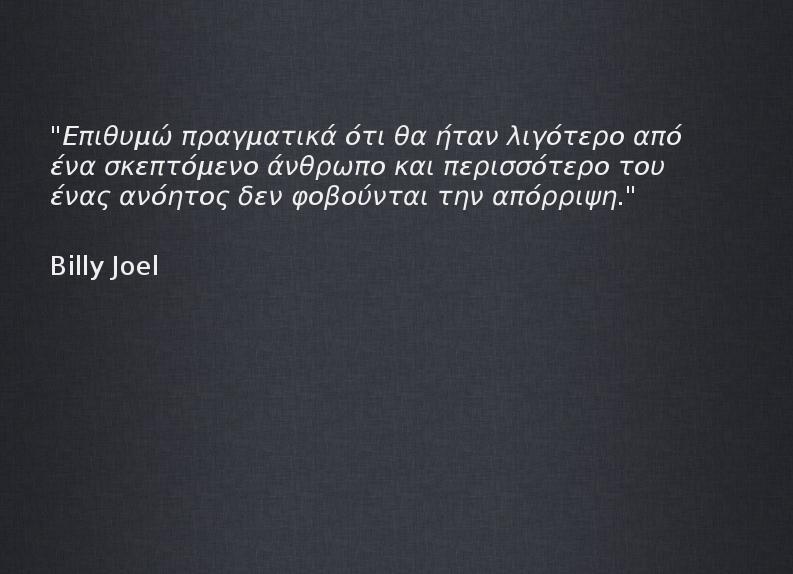 "Επιθυμώ πραγματικά ότι θα ήταν λιγότερο από
ένα σκεπτόμενο άνθρωπο και περισσότερο του
ένας ανόητος δεν φοβούνται την απόρριψη."
Billy Joel